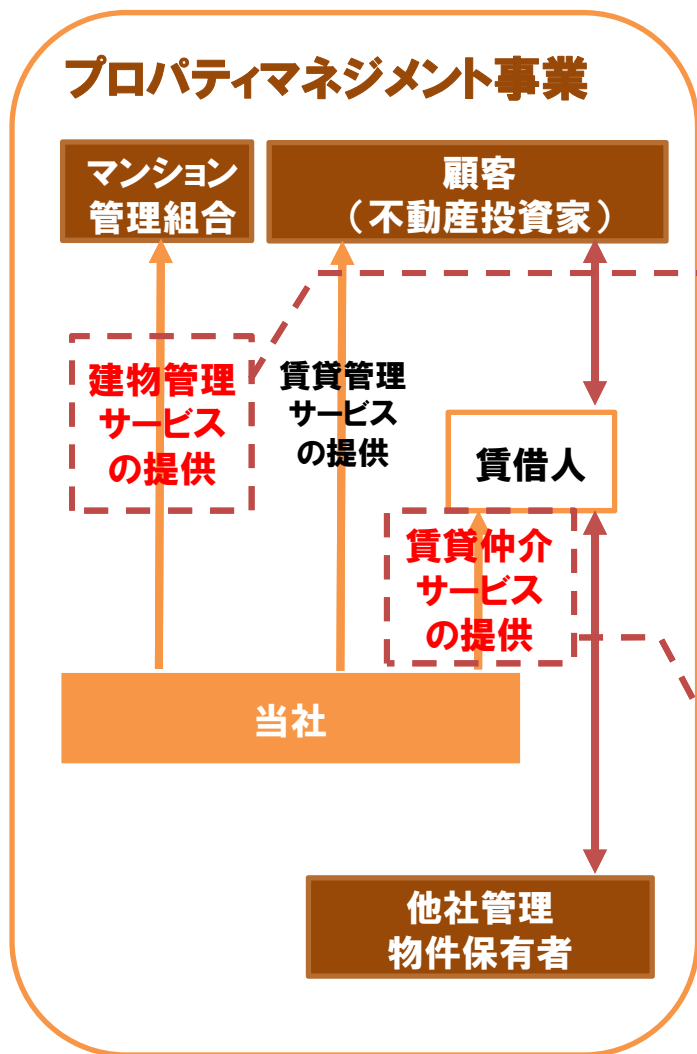 プロパティマネジメント事業
マンション
管理組合
顧客
（不動産投資家）
建物管理
サービス
の提供
賃貸管理
サービス
の提供
賃借人
賃貸仲介
サービス
の提供
当社
他社管理
物件保有者